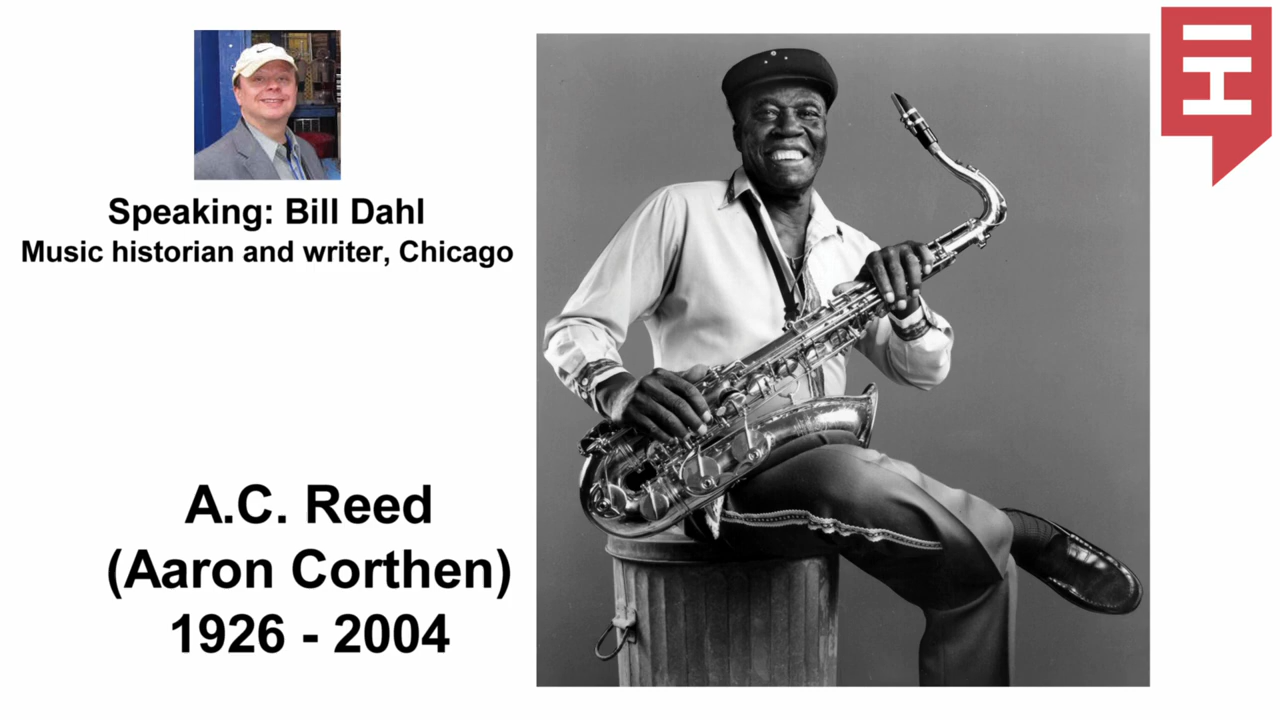 Speaking: Bill Dahl
Music historian and writer, Chicago
A.C. Reed
(Aaron Corthen)
1926 - 2004